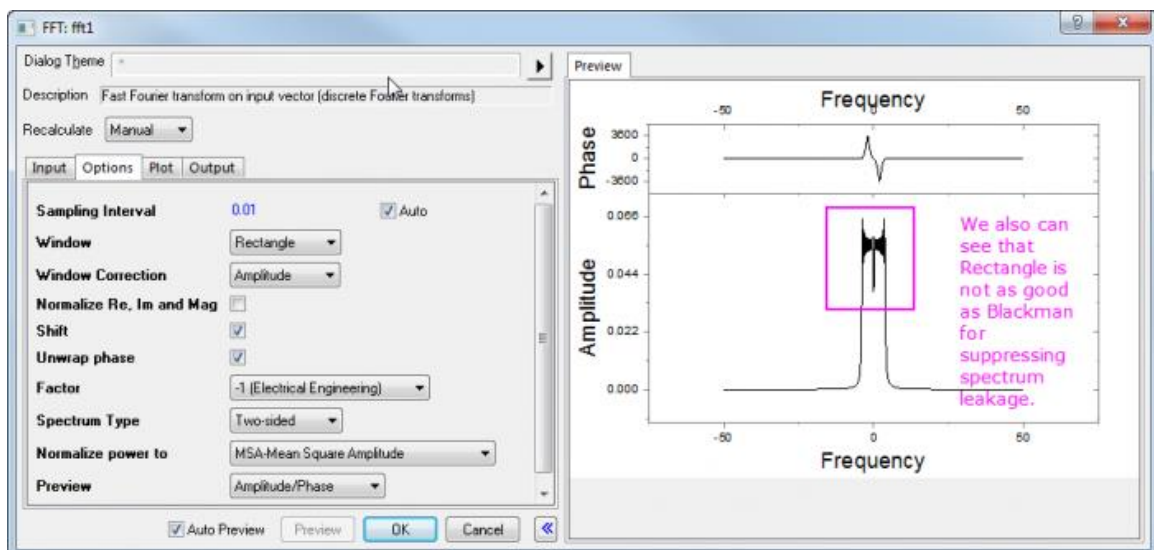 FFT: fft1
Dialog Theme *
Description Fast Fourier transform on input vector (discrete Fourier transforms)
Recalculate Manual
Input Options Plot Output
Sampling Interval 0.01 Auto
Window Rectangle
Window Correction Amplitude
Normalize Re, Im and Mag
Shift
Unwrap phase
Factor -1 (Electrical Engineering)
Spectrum Type Two-sided
Normalize power to MSA-Mean Square Amplitude
Preview Amplitude/Phase
Auto Preview Preview OK Cancel
Preview
Frequency
-50 0 50
Phase
3600
0
-3600
Amplitude
0.066
0.044
0.022
0.000
We also can
see that
Rectangle is
not as good
as Blackman
for
suppressing
spectrum
leakage.
-50 0 50
Frequency